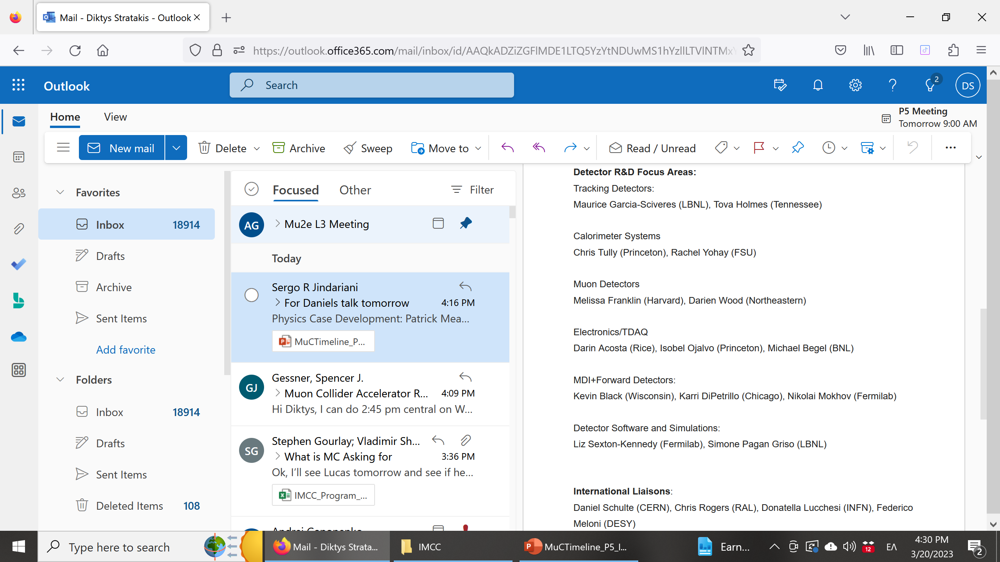 Mail - Diktys Stratakis - Outlook
https://outlook.office365.com/mail/inbox/id/
Outlook
Search
2
DS
Home
View
P5 Meeting
Tomorrow 9:00 AM
New mail
Delete
Archive
Sweep
Move to
Read / Unread
Favorites
Inbox 18914
Drafts
Archive
Sent Items
Add favorite
Folders
Inbox 18914
Drafts
Sent Items
Deleted Items 108
Focused
Other
Filter
AG
Mu2e L3 Meeting
Today
Sergo R Jindariani
For Daniels talk tomorrow 4:16 PM
Physics Case Development: Patrick Mea...
MuCTimeline_P...
GJ
Gessner, Spencer J.
Muon Collider Accelerator R... 4:09 PM
Hi Diktys, I can do 2:45 pm central on W...
SG
Stephen Gourlay; Vladimir Sh...
What is MC Asking for 3:36 PM
Ok, I'll see Lucas tomorrow and see if he...
IMCC_Program_...
Detector R&D Focus Areas:
Tracking Detectors:
Maurice Garcia-Sciveres (LBNL), Tova Holmes (Tennessee)
Calorimeter Systems
Chris Tully (Princeton), Rachel Yohay (FSU)
Muon Detectors
Melissa Franklin (Harvard), Darien Wood (Northeastern)
Electronics/TDAQ
Darin Acosta (Rice), Isobel Ojalvo (Princeton), Michael Begel (BNL)
MDI+Forward Detectors:
Kevin Black (Wisconsin), Karri DiPetrillo (Chicago), Nikolai Mokhov (Fermilab)
Detector Software and Simulations:
Liz Sexton-Kennedy (Fermilab), Simone Pagan Griso (LBNL)
International Liaisons:
Daniel Schulte (CERN), Chris Rogers (RAL), Donatella Lucchesi (INFN), Federico
Meloni (DESY)
Type here to search
Mail - Diktys Strata...
IMCC
MuCTimeline_P5_I...
Earn...
12
ΕΛ
4:30 PM
3/20/2023
2